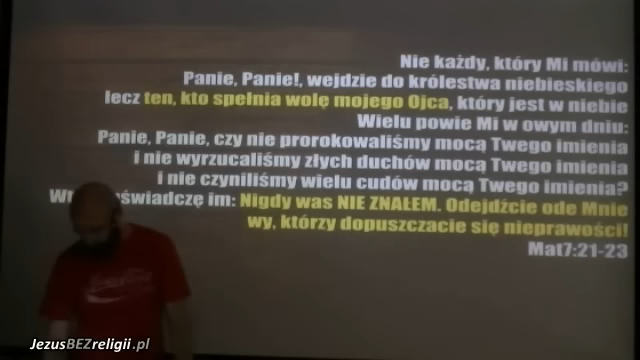 Nie każdy, który Mi mówi:
Panie, Panie!, wejdzie do królestwa niebieskiego
lecz ten, kto spełnia wolę mojego Ojca, który jest w niebie
Wielu powie Mi w owym dniu:
Panie, Panie, czy nie prorokowaliśmy mocą Twego imienia
i nie wyrzucaliśmy złych duchów mocą Twego imienia
i nie czyniliśmy wielu cudów mocą Twego imienia?
im: Nigdy was NIE ZNAŁEM. Odejdźcie ode Mnie
wy, którzy dopuszczacie się nieprawości!
Mat7:21-23
JezusBEZreligii.pl